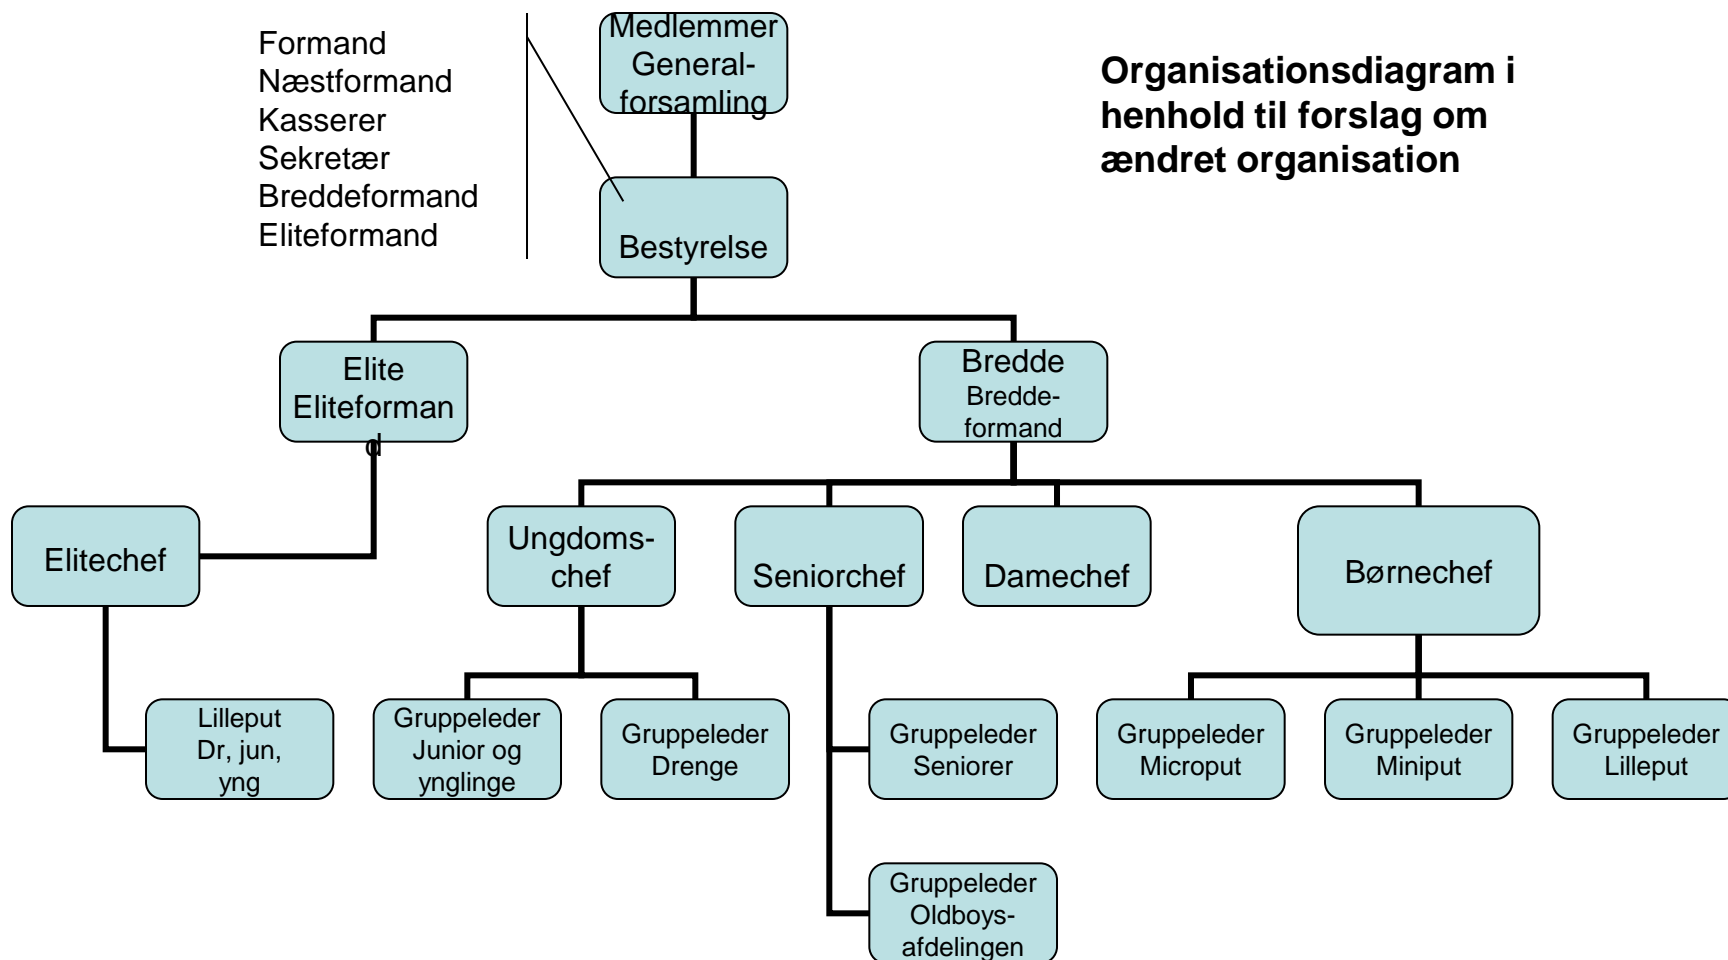 Formand
Næstformand
Kasserer
Sekretær
Breddeformand
Eliteformand
Medlemmer
General-
forsamling
Organisationsdiagram i
henhold til forslag om
ændret organisation
Bestyrelse
Elite
Eliteforman
d
Bredde
Bredde-
formand
Elitechef
Ungdoms-
chef
Seniorchef
Damechef
Børnechef
Lilleput
Dr, jun,
yng
Gruppeleder
Junior og
ynglinge
Gruppeleder
Drenge
Gruppeleder
Seniorer
Gruppeleder
Microput
Gruppeleder
Miniput
Gruppeleder
Lilleput
Gruppeleder
Oldboys-
afdelingen